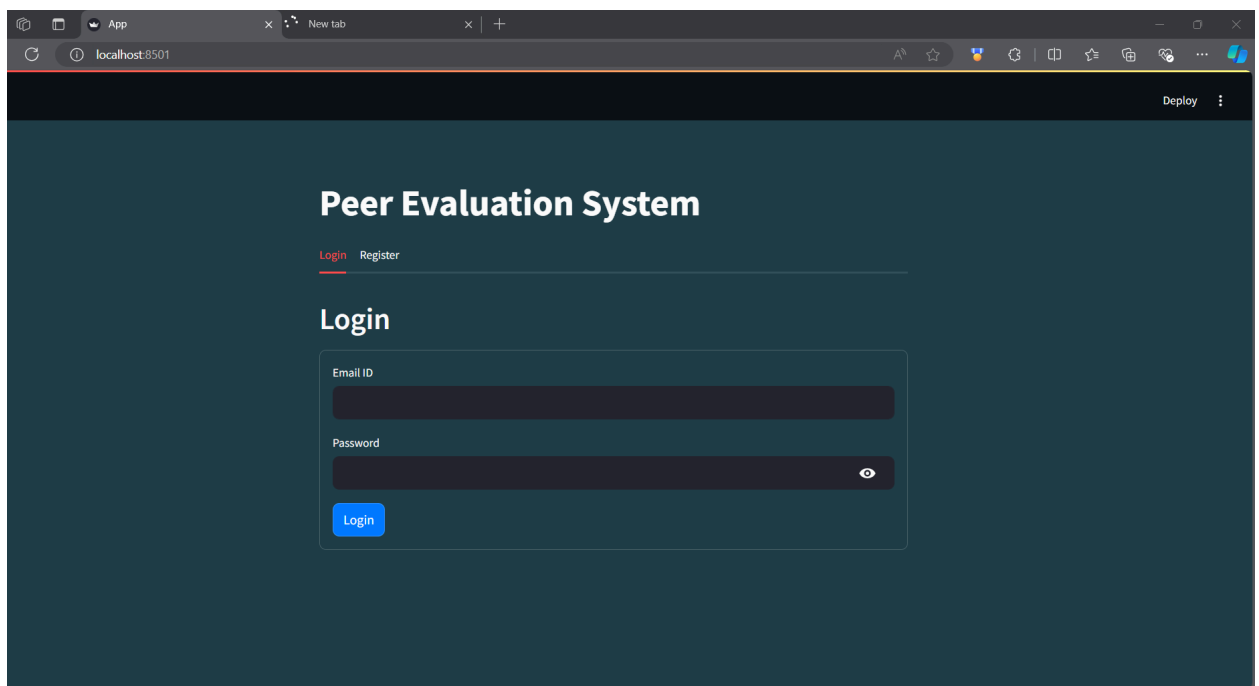 App
New tab
localhost:8501
Deploy
Peer Evaluation System
Login Register
Login
Email ID
Password
Login